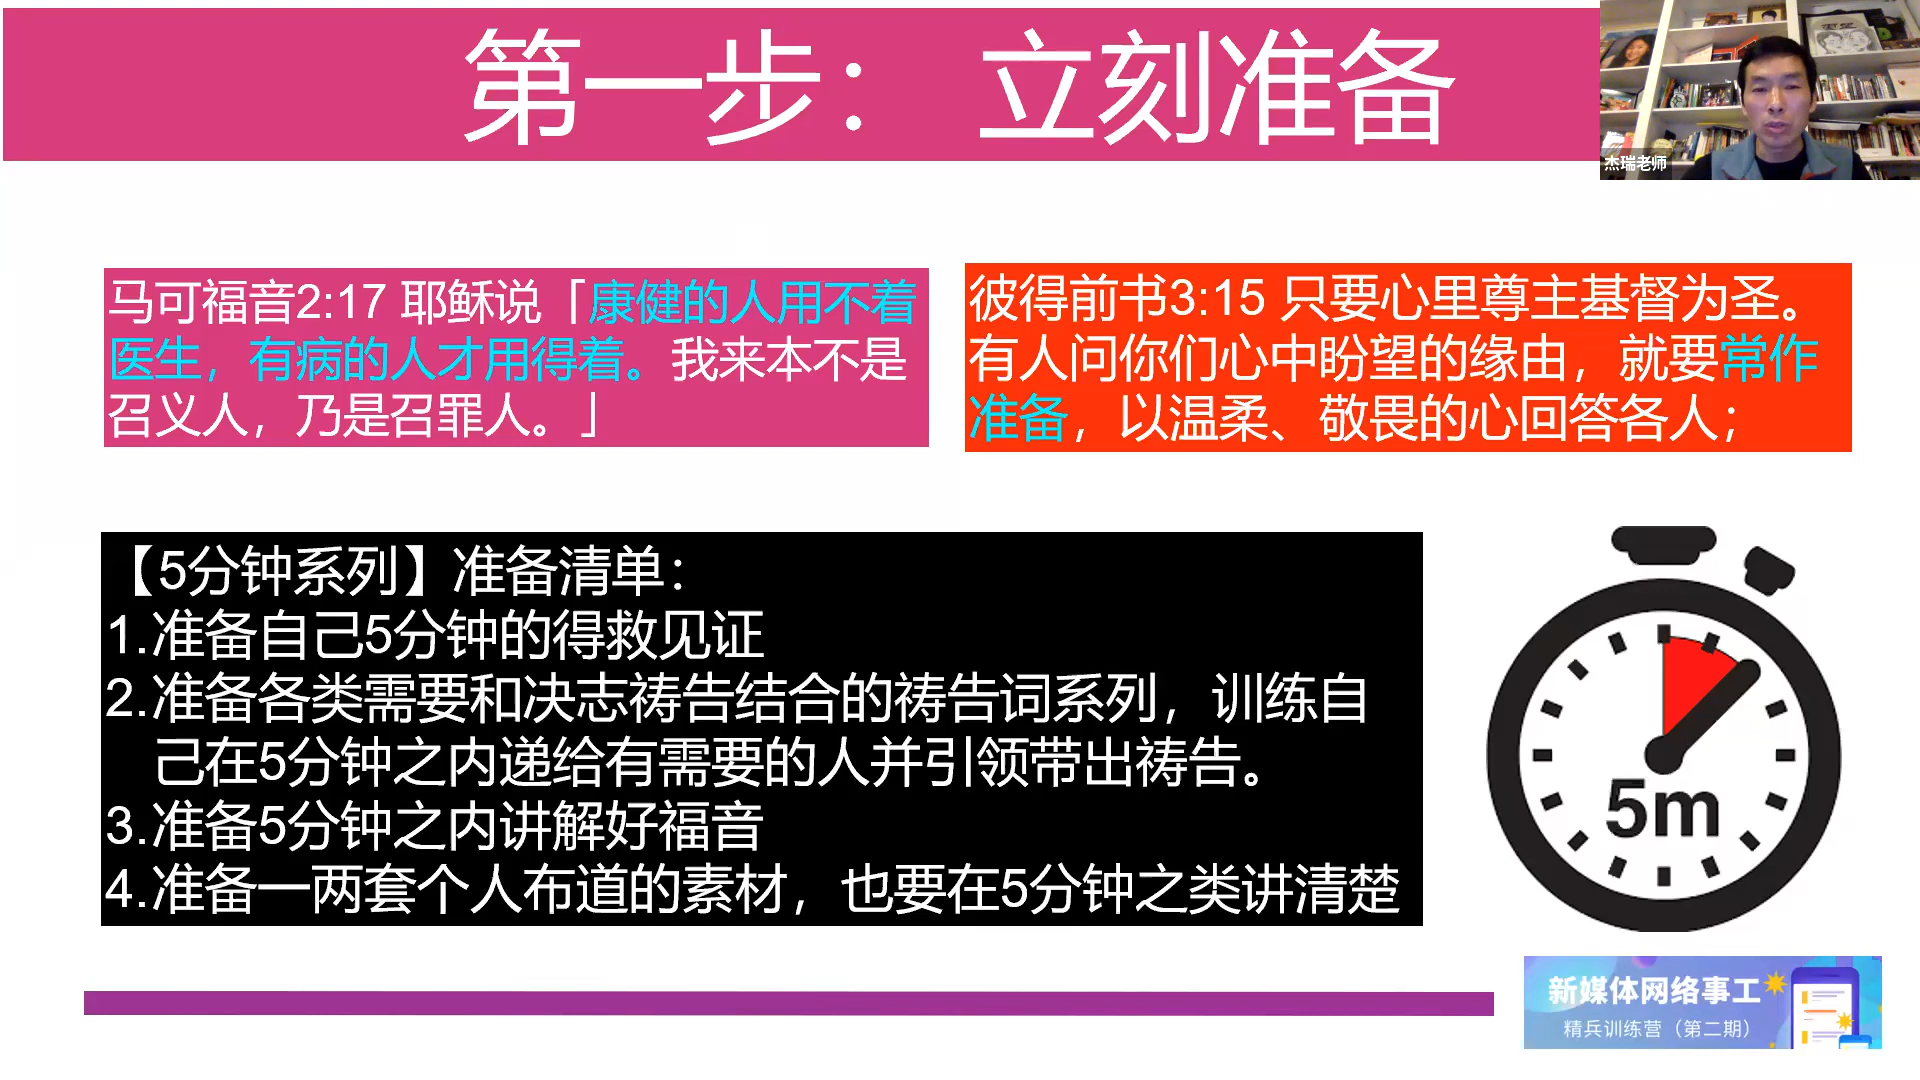 第一步： 立刻准备
杰瑞老师
马可福音2:17 耶稣说「康健的人用不着
医生，有病的人才用得着。我来本不是
召义人，乃是召罪人。」
彼得前书3:15 只要心里尊主基督为圣。
有人问你们心中盼望的缘由，就要常作
准备，以温柔、敬畏的心回答各人；
【5分钟系列】准备清单：
1.准备自己5分钟的得救见证
2.准备各类需要和决志祷告结合的祷告词系列，训练自
己在5分钟之内递给有需要的人并引领带出祷告。
3.准备5分钟之内讲解好福音
4.准备一两套个人布道的素材，也要在5分钟之类讲清楚
5m
新媒体网络事工
精兵训练营（第二期）